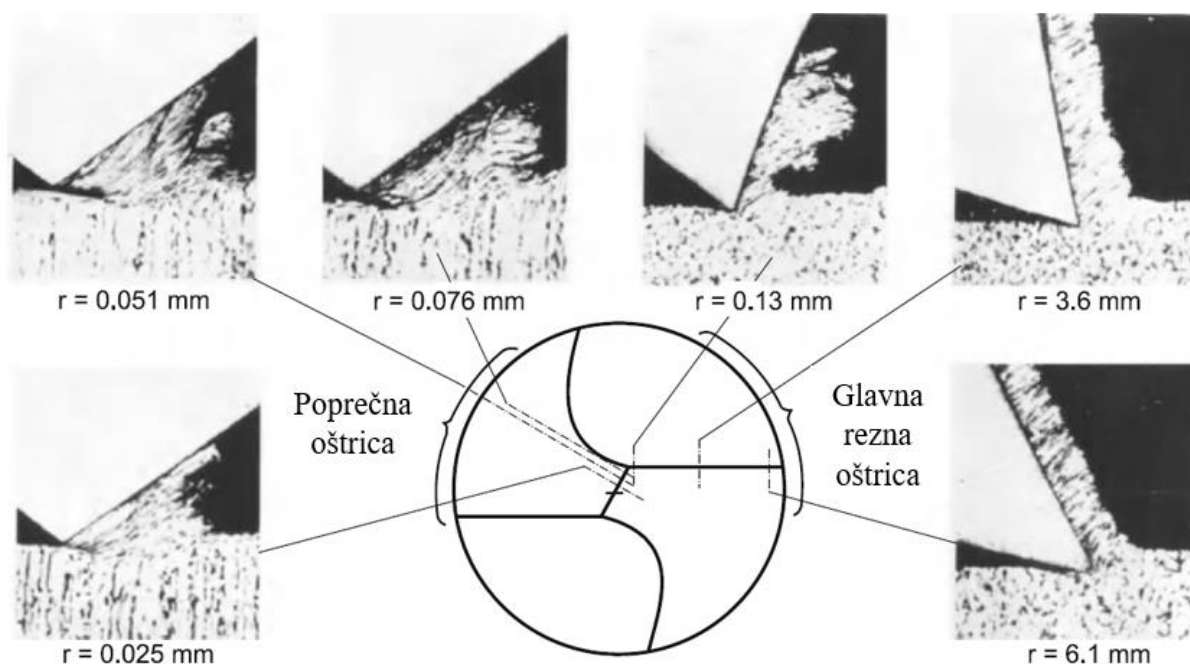 r = 0.051 mm
r = 0.076 mm
r = 0.13 mm
r = 3.6 mm
Poprečna
oštrica
Glavna
rezna
oštrica
r = 0.025 mm
r = 6.1 mm